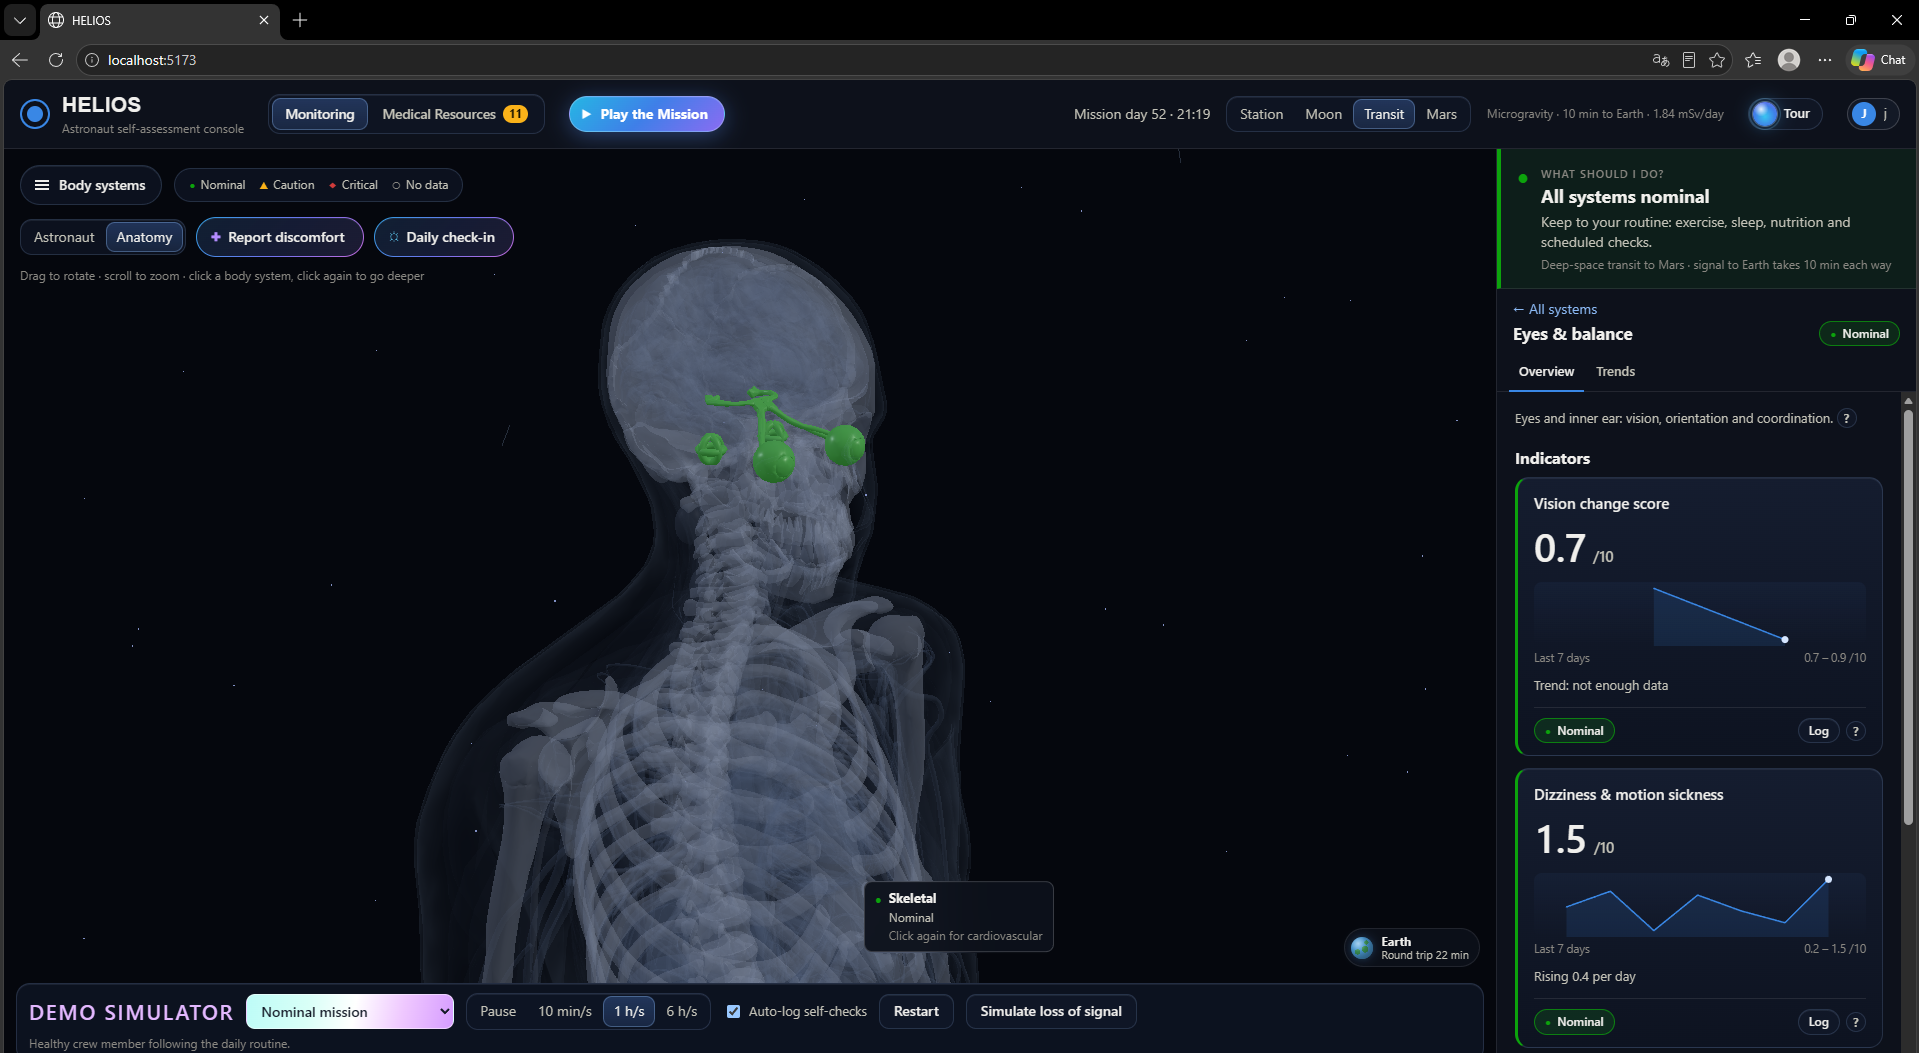 HELIOS
localhost:5173
Chat
HELIOS
Astronaut self-assessment console
Monitoring
Medical Resources 11
Play the Mission
Mission day 52 · 21:19
Station
Moon
Transit
Mars
Microgravity · 10 min to Earth · 1.84 mSv/day
Tour
J j
Body systems
Nominal
Caution
Critical
No data
Astronaut
Anatomy
Report discomfort
Daily check-in
Drag to rotate · scroll to zoom · click a body system, click again to go deeper
WHAT SHOULD I DO?
All systems nominal
Keep to your routine: exercise, sleep, nutrition and
scheduled checks.
Deep-space transit to Mars · signal to Earth takes 10 min each way
← All systems
Eyes & balance
Nominal
Overview
Trends
Eyes and inner ear: vision, orientation and coordination. ?
Indicators
Vision change score
0.7 /10
Last 7 days
0.7 – 0.9 /10
Trend: not enough data
Nominal
Log ?
Dizziness & motion sickness
1.5 /10
Last 7 days
0.2 – 1.5 /10
Rising 0.4 per day
Nominal
Log ?
Skeletal
Nominal
Click again for cardiovascular
Earth
Round trip 22 min
DEMO SIMULATOR
Nominal mission
Pause
10 min/s
1 h/s
6 h/s
Auto-log self-checks
Restart
Simulate loss of signal
Healthy crew member following the daily routine.